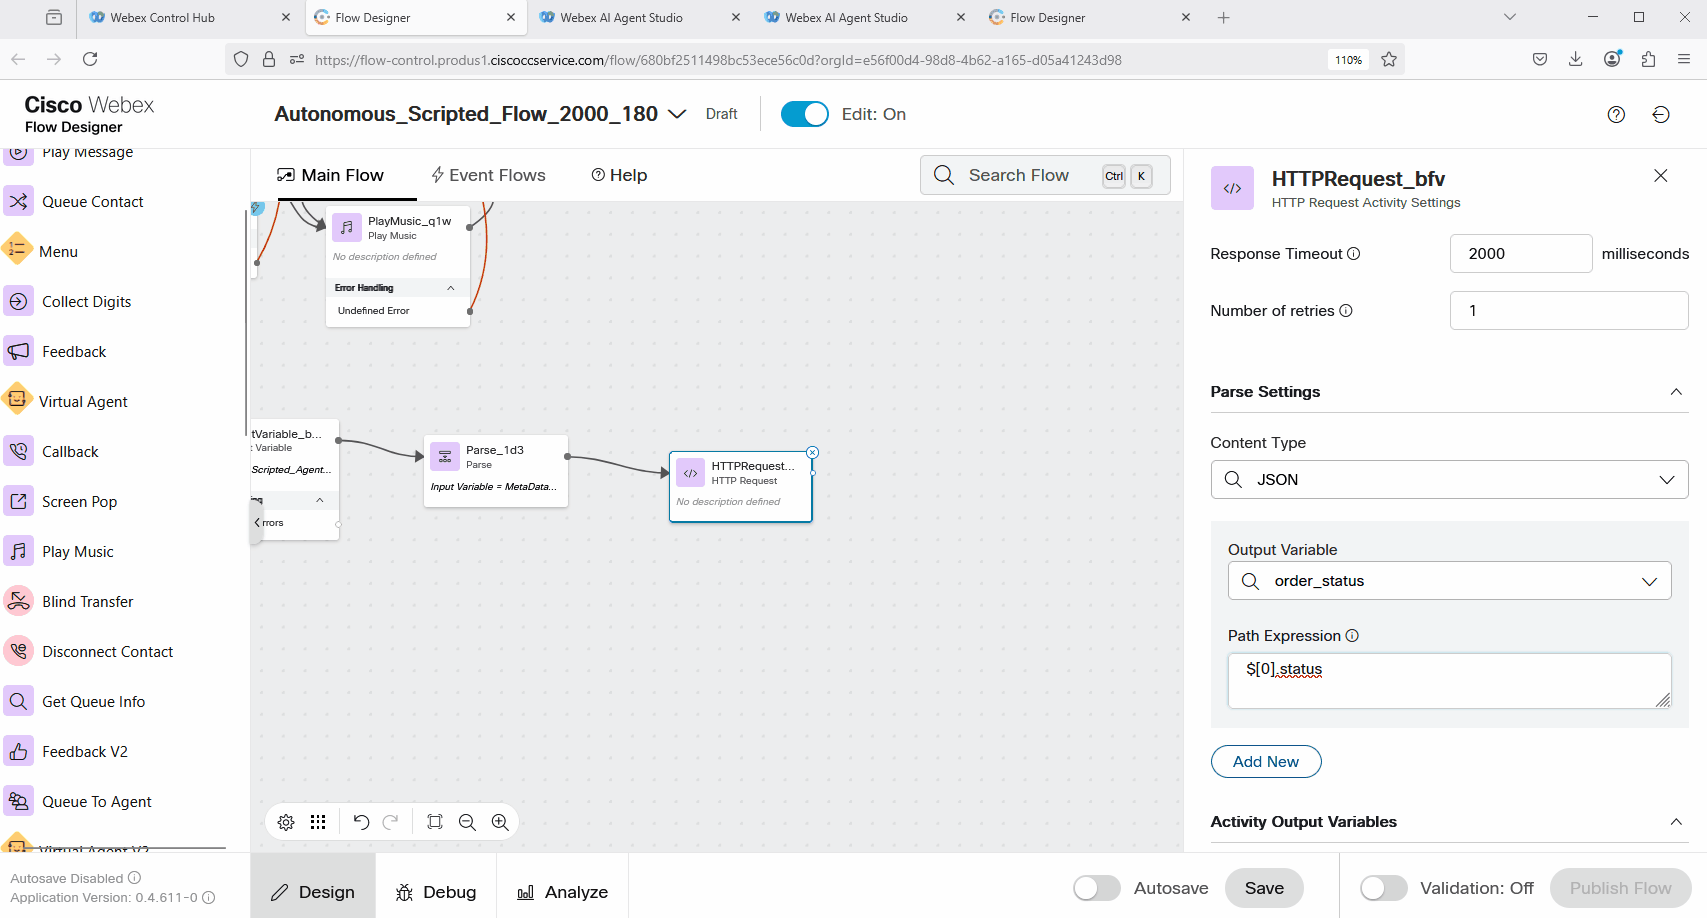 Webex Control Hub
Flow Designer
Webex AI Agent Studio
Webex AI Agent Studio
Flow Designer
https://flow-control.produs1.ciscoccservice.com/flow/680bf2511498bc53ece56c0d?orgId=e56f00d4-98d8-4b62-a165-d05a41243d98
110%
Cisco Webex
Flow Designer
Autonomous_Scripted_Flow_2000_180
Draft
Edit: On
Play Message
Queue Contact
Menu
Collect Digits
Feedback
Virtual Agent
Callback
Screen Pop
Play Music
Blind Transfer
Disconnect Contact
Get Queue Info
Feedback V2
Queue To Agent
Virtual Agent V2
Autosave Disabled
Application Version: 0.4.611-0
Main Flow
Event Flows
Help
Search Flow
Ctrl
K
PlayMusic_q1w
Play Music
No description defined
Error Handling
Undefined Error
tVariable_b...
t Variable
Scripted_Agent...
ng
rrors
Parse_1d3
Parse
Input Variable = MetaData...
HTTPRequest...
HTTP Request
No description defined
HTTPRequest_bfv
HTTP Request Activity Settings
Response Timeout
2000
milliseconds
Number of retries
1
Parse Settings
Content Type
JSON
Output Variable
order_status
Path Expression
$[0].status
Add New
Activity Output Variables
Design
Debug
Analyze
Autosave
Save
Validation: Off
Publish Flow